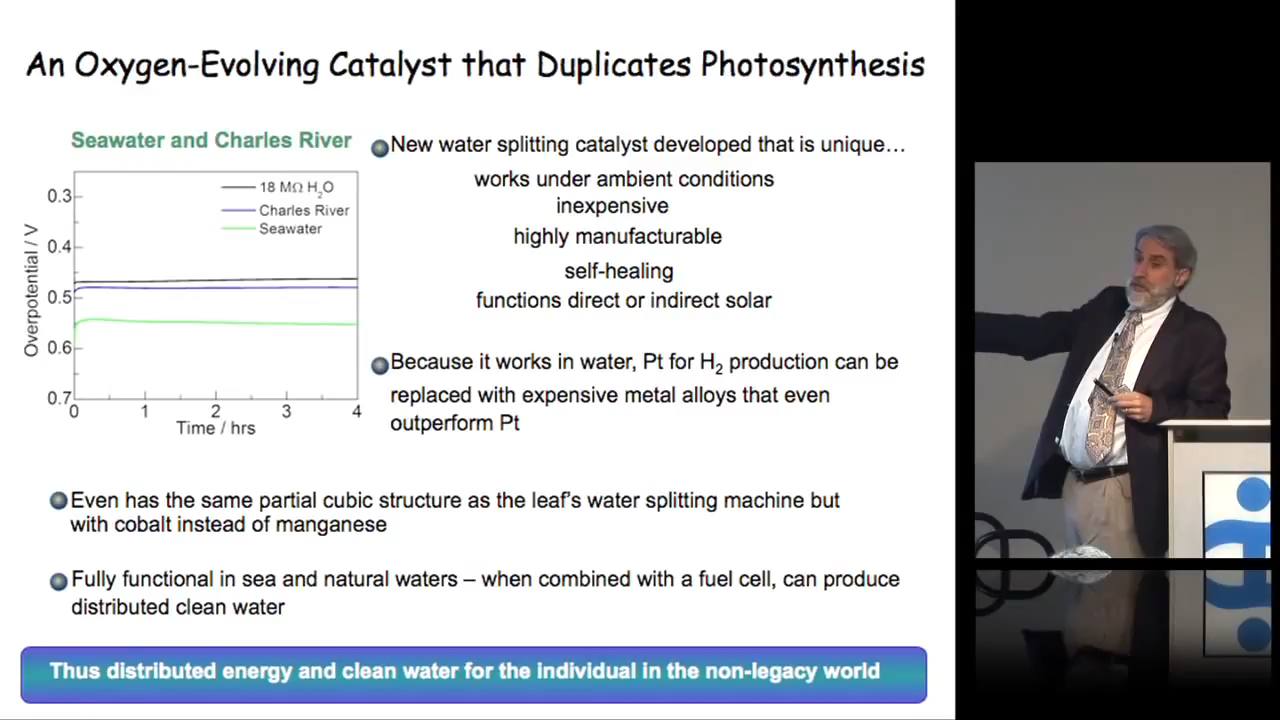 An Oxygen-Evolving Catalyst that Duplicates Photosynthesis
Seawater and Charles River
18 MΩ H₂O
Charles River
Seawater
0.3
0.4
0.5
0.6
0.7
Overpotential / V
0 1 2 3 4
Time / hrs
New water splitting catalyst developed that is unique…
works under ambient conditions
inexpensive
highly manufacturable
self-healing
functions direct or indirect solar
Because it works in water, Pt for H₂ production can be
replaced with expensive metal alloys that even
outperform Pt
Even has the same partial cubic structure as the leaf's water splitting machine but
with cobalt instead of manganese
Fully functional in sea and natural waters – when combined with a fuel cell, can produce
distributed clean water
Thus distributed energy and clean water for the individual in the non-legacy world